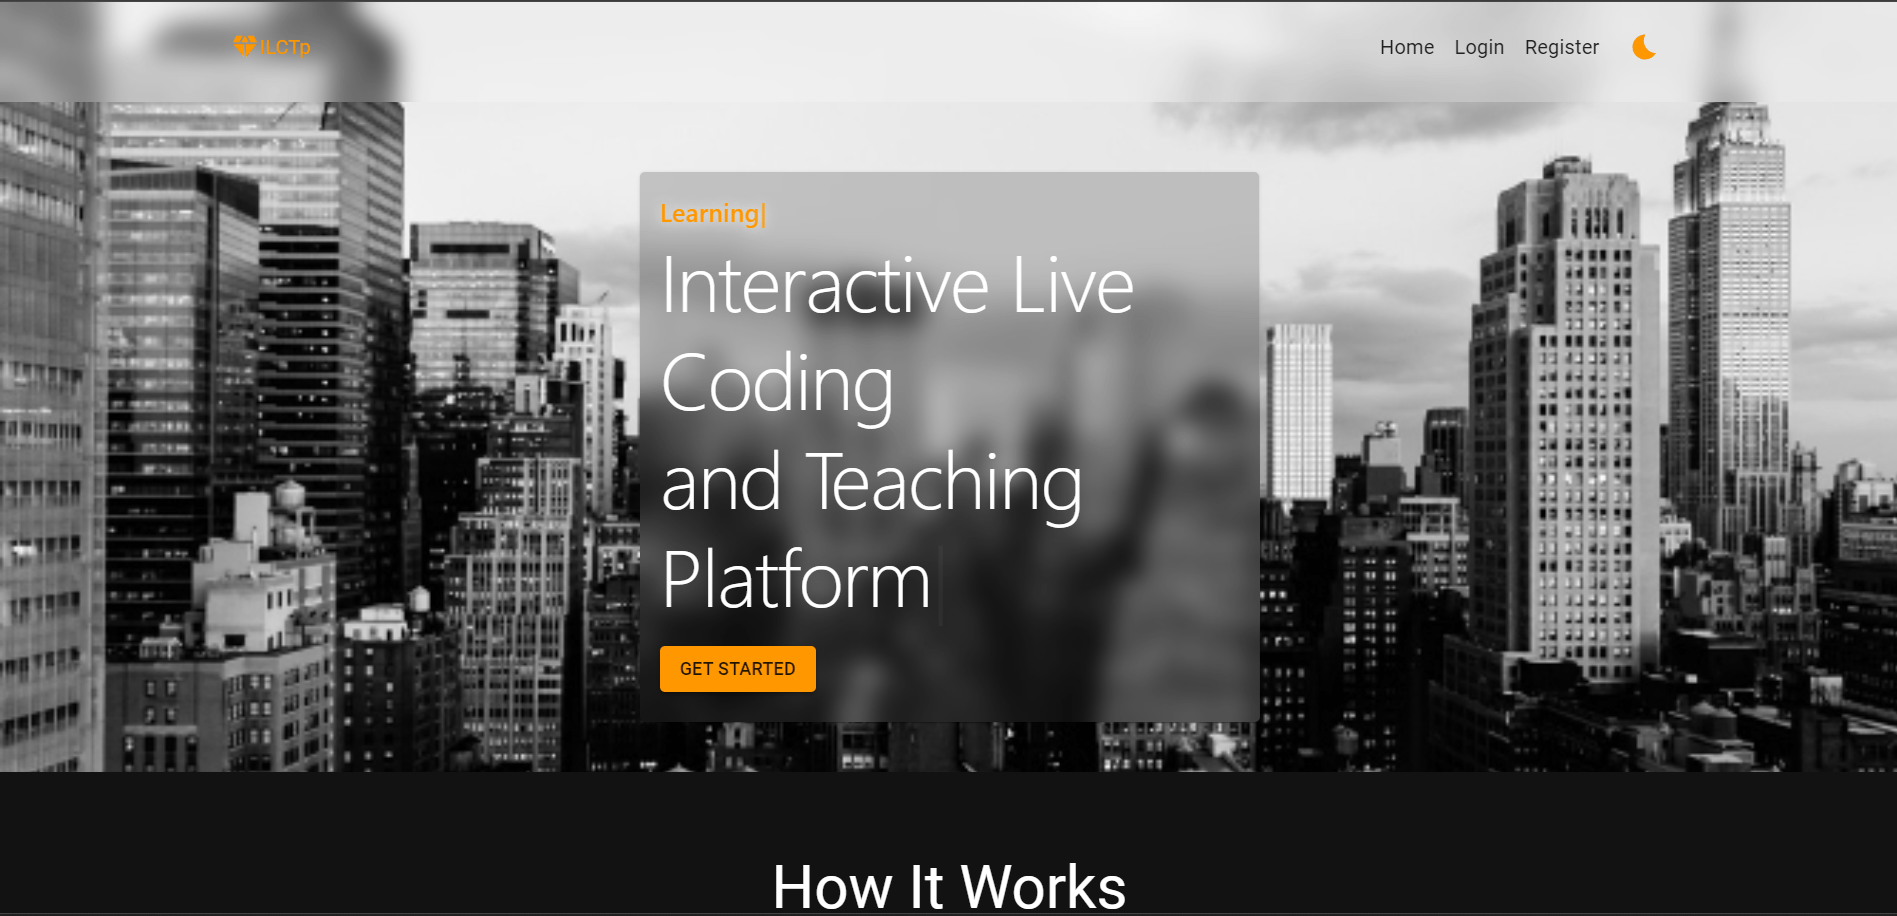 ILCTp
Home Login Register
Learning|
Interactive Live
Coding
and Teaching
Platform
GET STARTED
How It Works